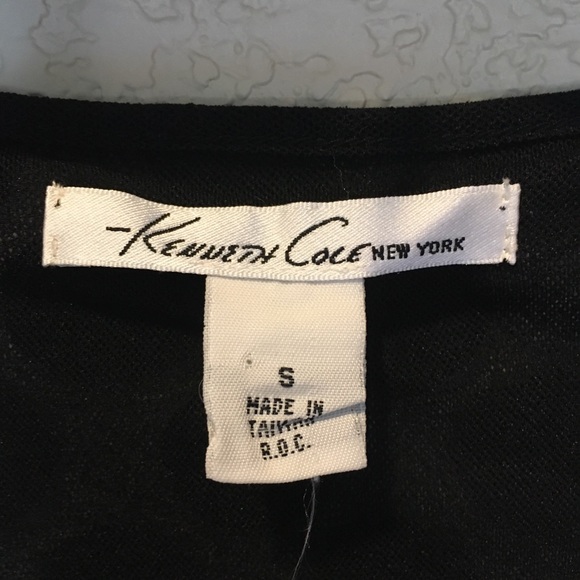 -KENNETH COLE NEW YORK
S
MADE IN
TAIWAN
R.O.C.